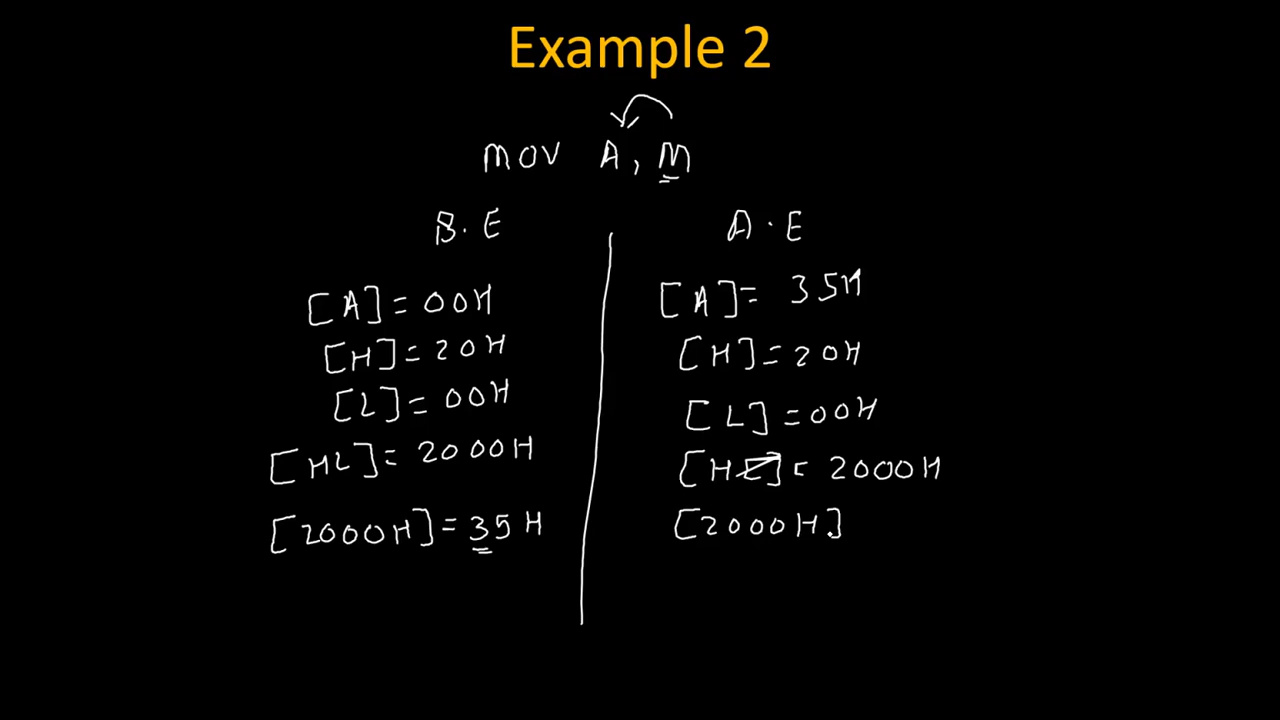 Example 2
MOV A, M
B.E
A.E
[A] = 00H
[H] = 20H
[L] = 00H
[HL] = 2000H
[2000H] = 35H
[A] = 35H
[H] = 20H
[L] = 00H
[HL] = 2000H
[2000H]